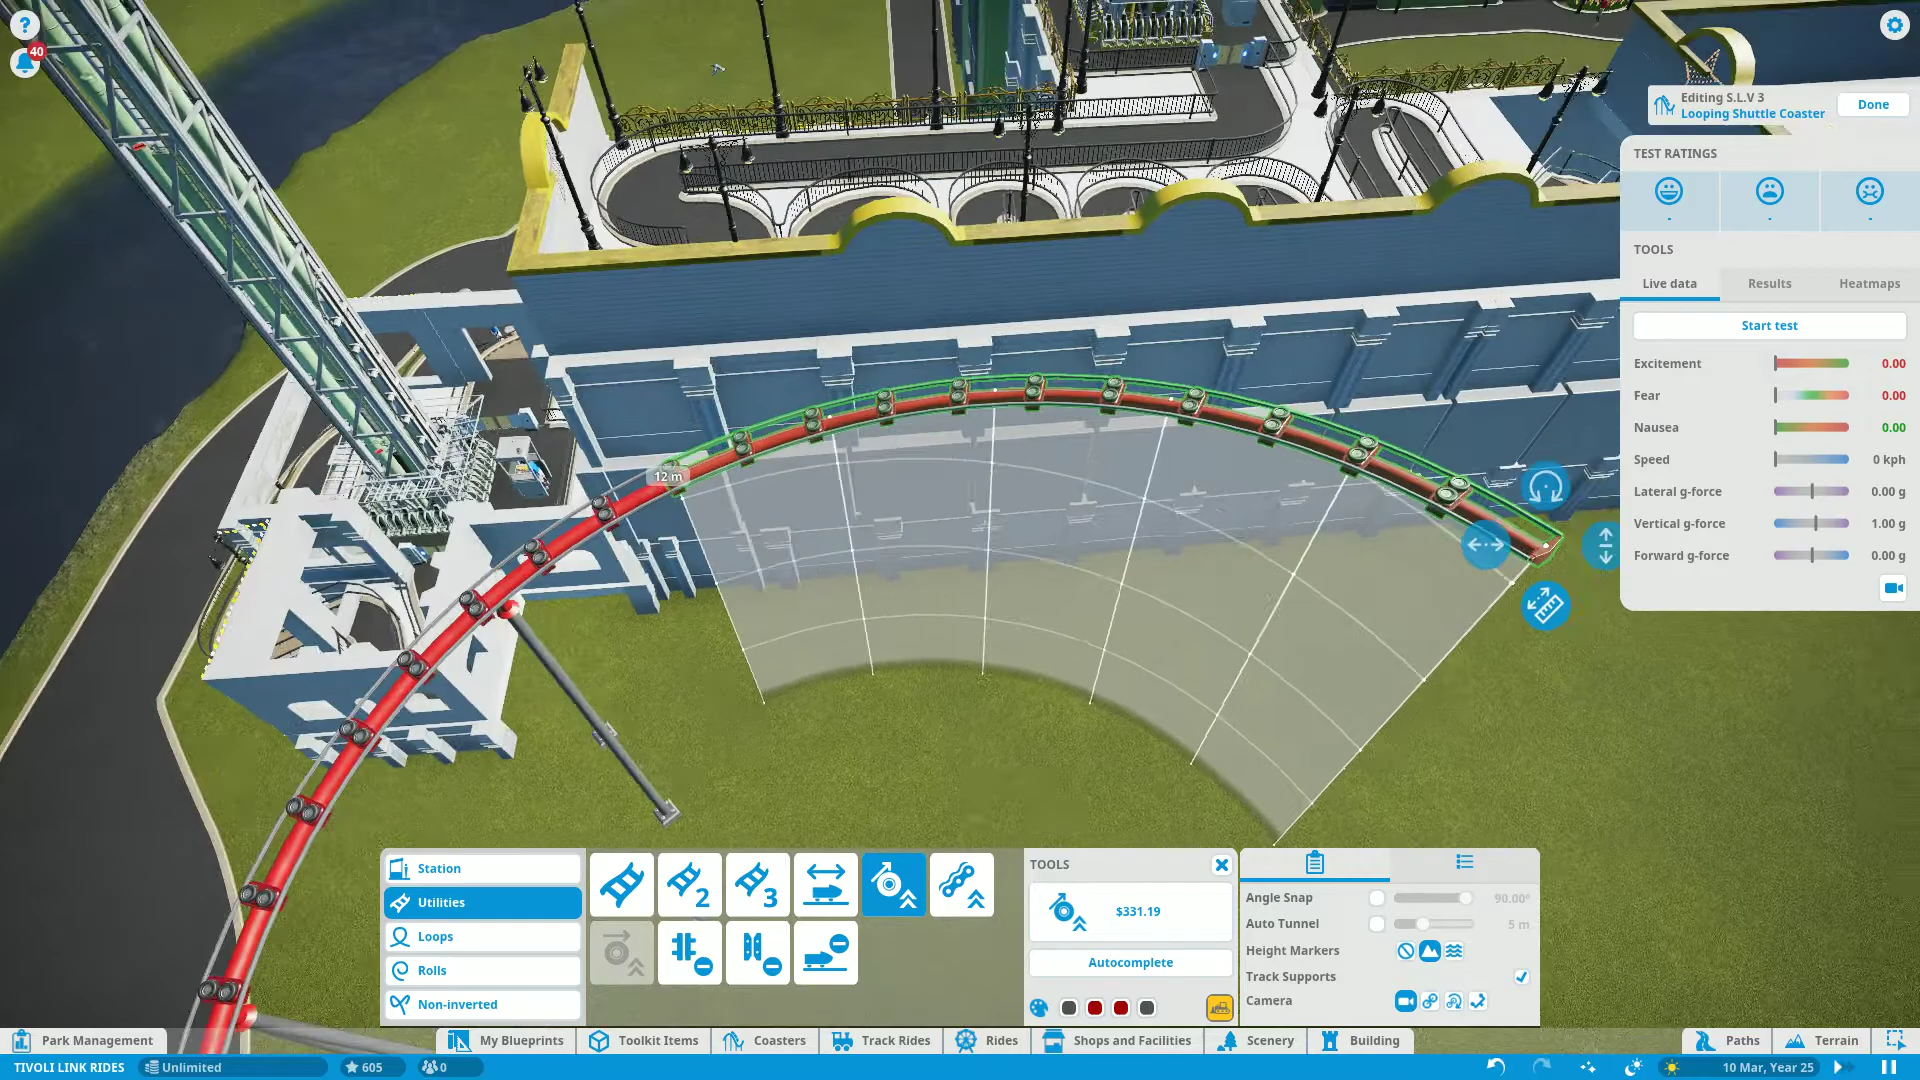 ?
40
Editing S.L.V 3
Looping Shuttle Coaster
Done
TEST RATINGS
-
-
-
TOOLS
Live data
Results
Heatmaps
Start test
Excitement
0.00
Fear
0.00
Nausea
0.00
Speed
0 kph
Lateral g-force
0.00 g
Vertical g-force
1.00 g
Forward g-force
0.00 g
12 m
Station
Utilities
Loops
Rolls
Non-inverted
2
3
TOOLS
$331.19
Autocomplete
Angle Snap
90.00°
Auto Tunnel
5 m
Height Markers
Track Supports
Camera
Park Management
My Blueprints
Toolkit Items
Coasters
Track Rides
Rides
Shops and Facilities
Scenery
Building
Paths
Terrain
TIVOLI LINK RIDES
Unlimited
605
0
10 Mar, Year 25